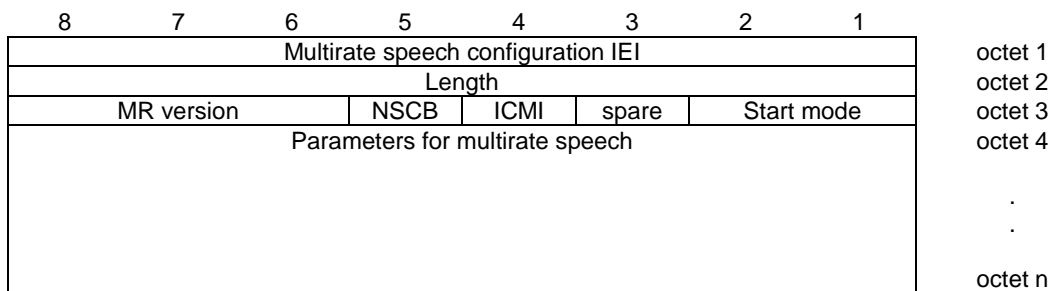 8 7 6 5 4 3 2 1
Multirate speech configuration IEI octet 1
Length octet 2
MR version NSCB ICMI spare Start mode octet 3
Parameters for multirate speech octet 4
.
.
octet n